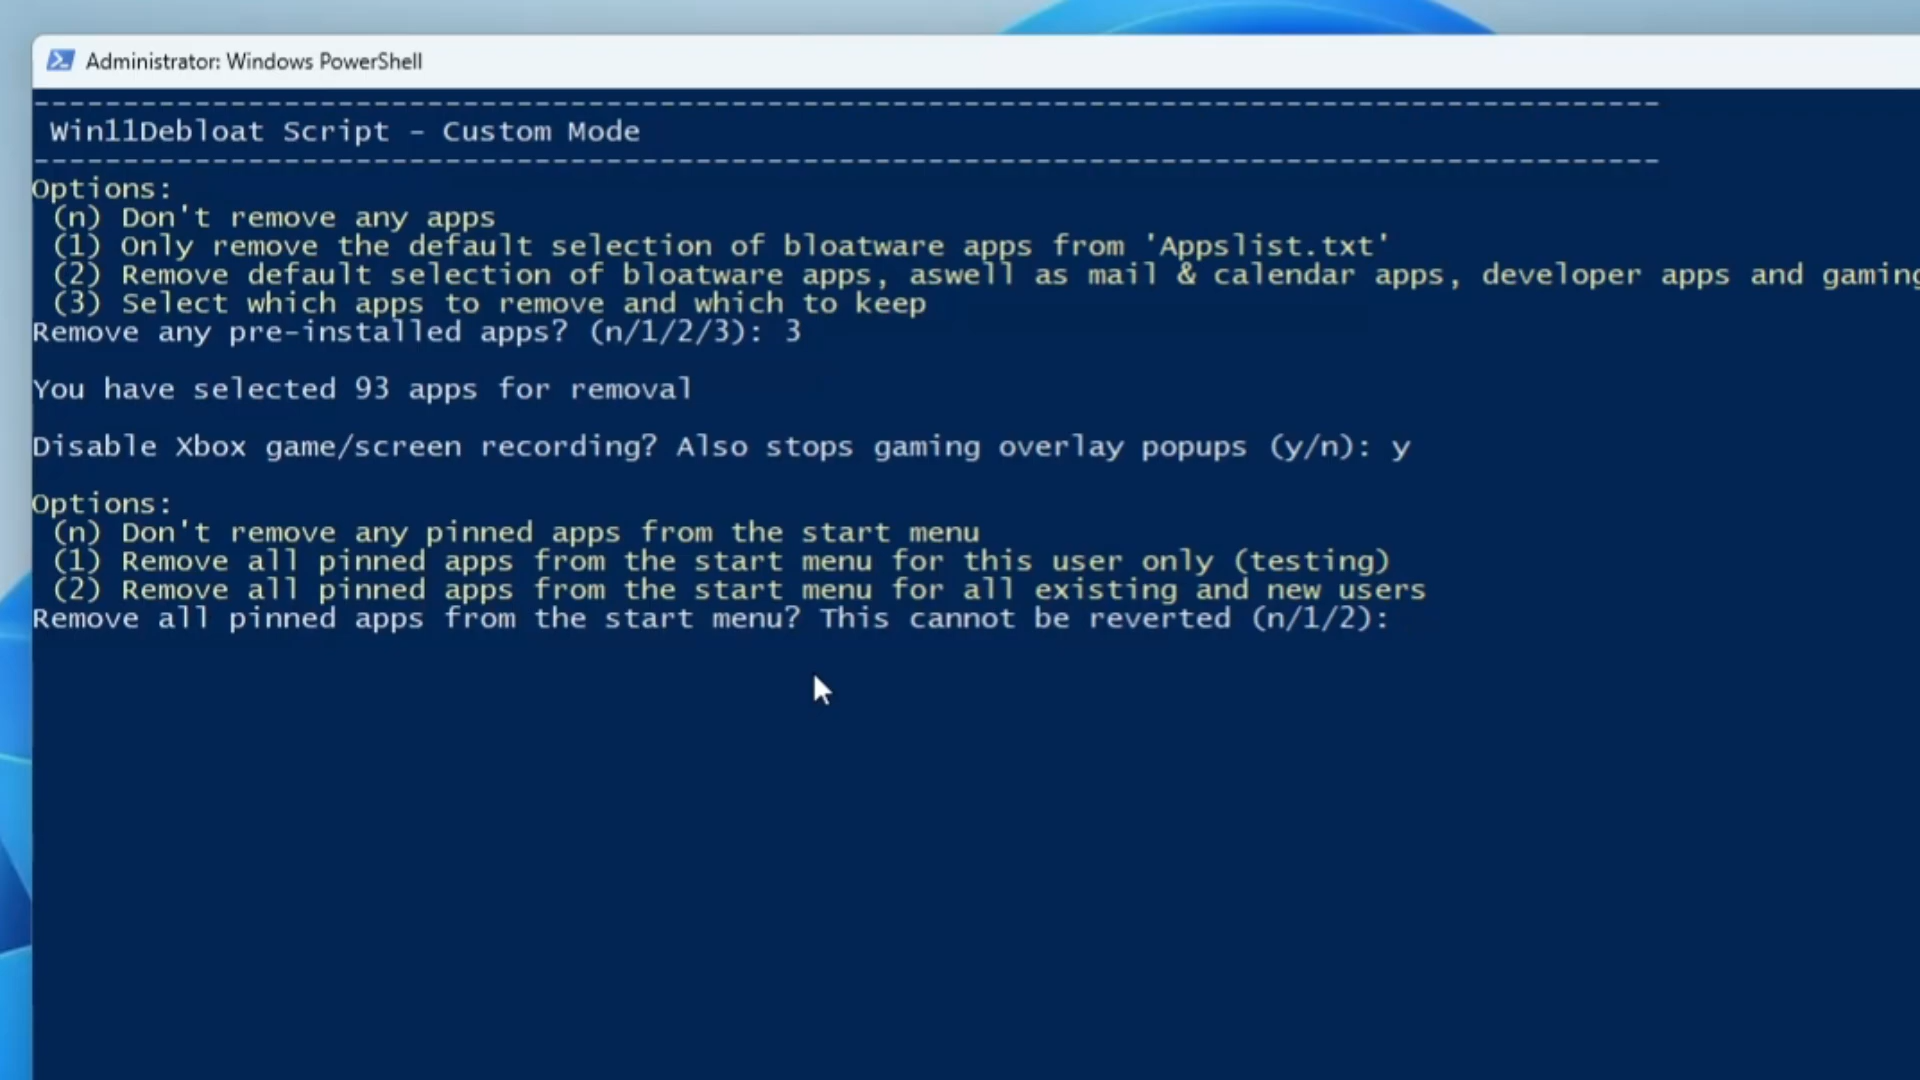 Administrator: Windows PowerShell
--------------------------------------------------------------------------------------------
Win11Debloat Script - Custom Mode
--------------------------------------------------------------------------------------------
Options:
(n) Don't remove any apps
(1) Only remove the default selection of bloatware apps from 'Appslist.txt'
(2) Remove default selection of bloatware apps, aswell as mail & calendar apps, developer apps and gaming
(3) Select which apps to remove and which to keep
Remove any pre-installed apps? (n/1/2/3): 3
You have selected 93 apps for removal
Disable Xbox game/screen recording? Also stops gaming overlay popups (y/n): y
Options:
(n) Don't remove any pinned apps from the start menu
(1) Remove all pinned apps from the start menu for this user only (testing)
(2) Remove all pinned apps from the start menu for all existing and new users
Remove all pinned apps from the start menu? This cannot be reverted (n/1/2):